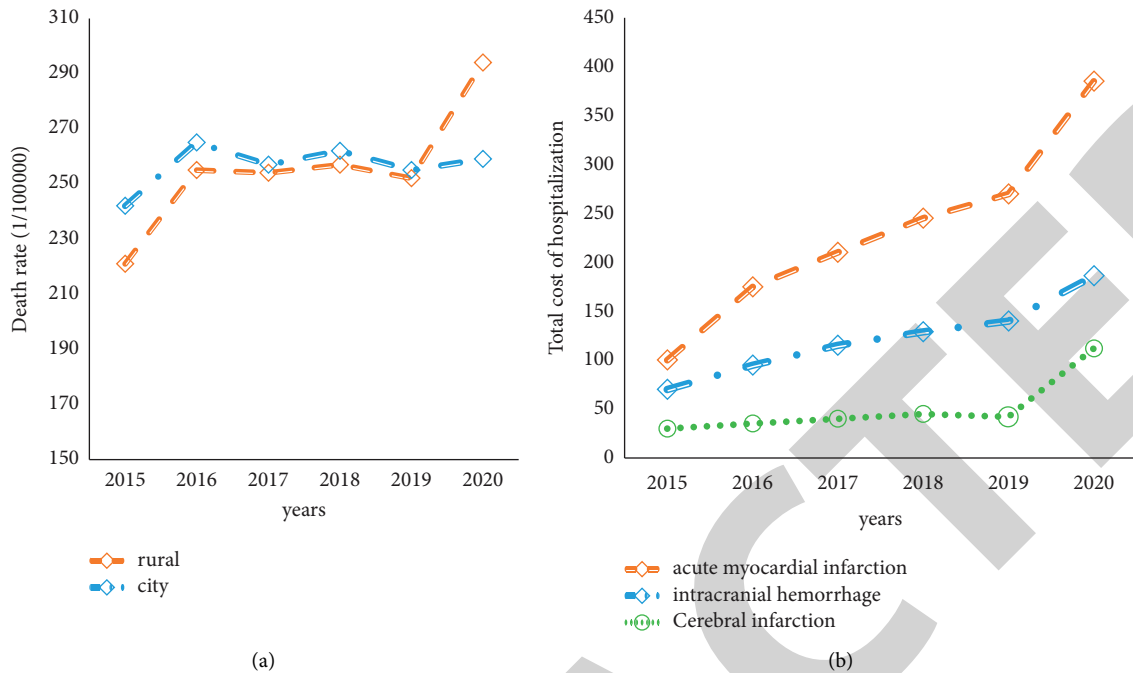 310
290
270
250
230
210
190
170
150
Death rate (1/100000)
2015 2016 2017 2018 2019 2020
years
rural
city
(a)
450
400
350
300
250
200
150
100
50
0
Total cost of hospitalization
2015 2016 2017 2018 2019 2020
years
acute myocardial infarction
intracranial hemorrhage
Cerebral infarction
(b)